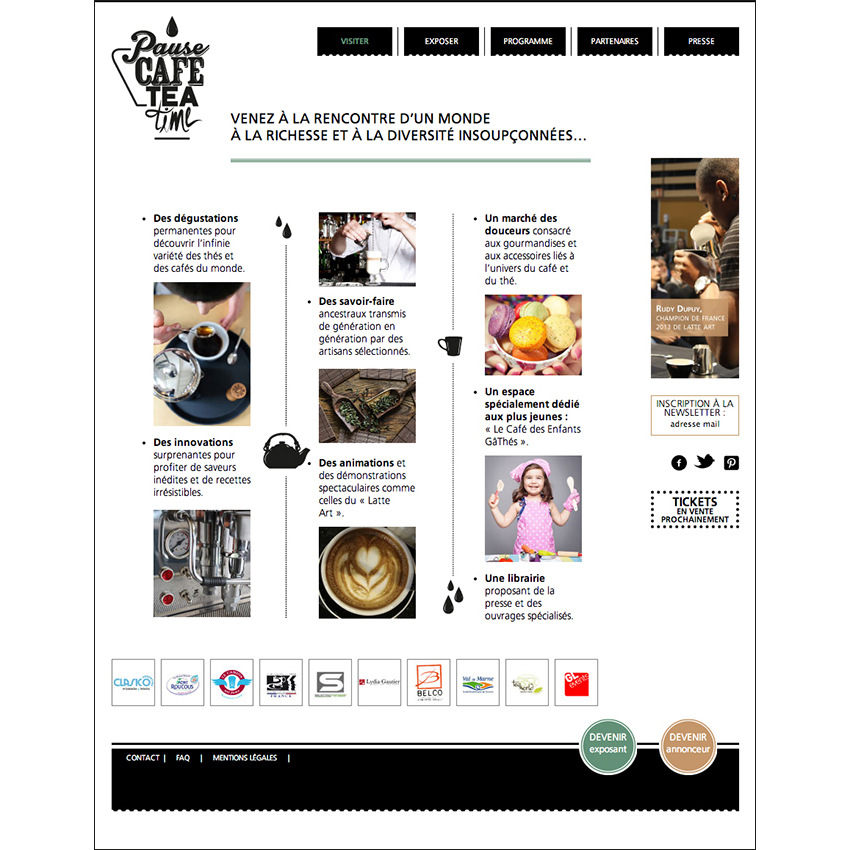 Pause
CAFE
TEA
time
VISITER
EXPOSER
PROGRAMME
PARTENAIRES
PRESSE
VENEZ À LA RENCONTRE D'UN MONDE
À LA RICHESSE ET À LA DIVERSITÉ INSOUPÇONNÉES...
• Des dégustations
permanentes pour
découvrir l'infinie
variété des thés et
des cafés du monde.
• Des innovations
surprenantes pour
profiter de saveurs
inédites et de recettes
irrésistibles.
• Des savoir-faire
ancestraux transmis
de génération en
génération par des
artisans sélectionnés.
• Des animations et
des démonstrations
spectaculaires comme
celles du « Latte
Art ».
• Un marché des
douceurs consacré
aux gourmandises et
aux accessoires liés à
l'univers du café et
du thé.
• Un espace
spécialement dédié
aux plus jeunes :
« Le Café des Enfants
GâThés ».
• Une librairie
proposant de la
presse et des
ouvrages spécialisés.
RUDY DUPUY,
CHAMPION DE FRANCE
2013 DE LATTE ART
INSCRIPTION À LA
NEWSLETTER :
adresse mail
TICKETS
EN VENTE
PROCHAINEMENT
CLASKO
MONT
ROUCOUS
FRANCE
S
Lydia Gautier
BELCO
Val de Marne
GL
events
DEVENIR
exposant
DEVENIR
annonceur
CONTACT |
FAQ |
MENTIONS LÉGALES |